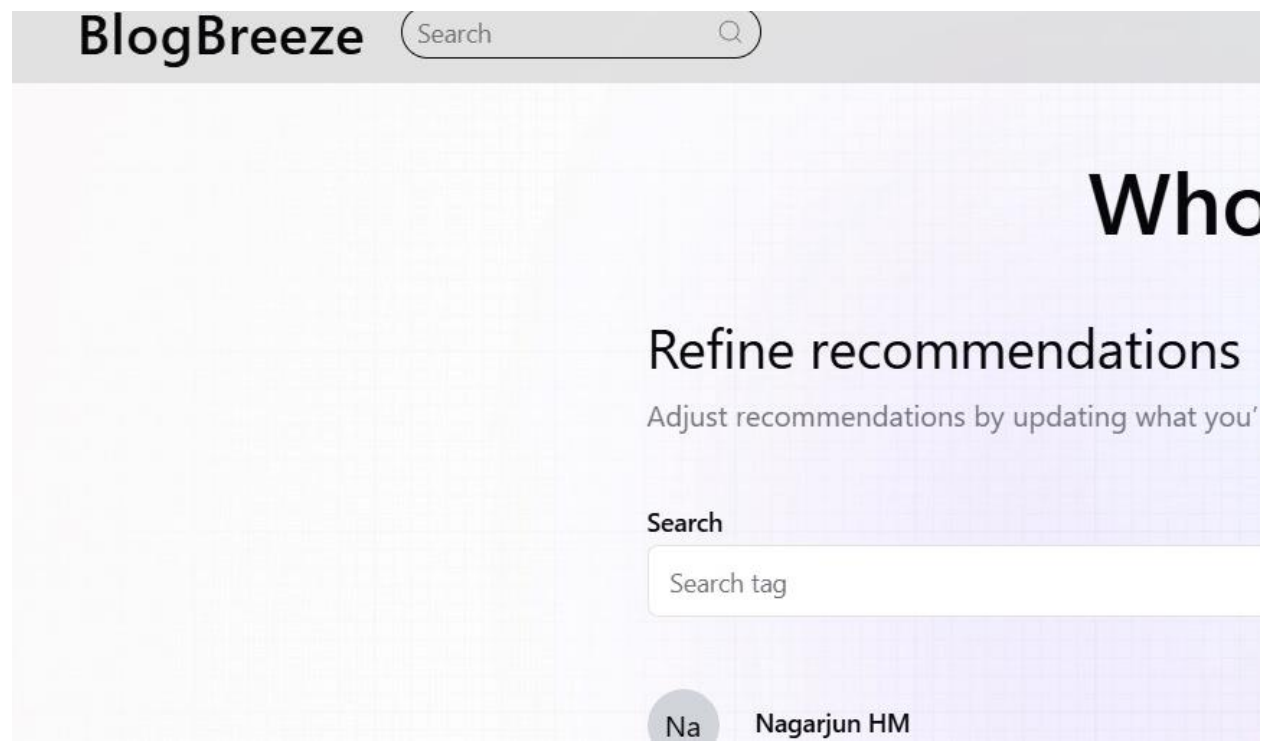 BlogBreeze Search
Who
Refine recommendations
Adjust recommendations by updating what you'
Search
Search tag
Na Nagarjun HM